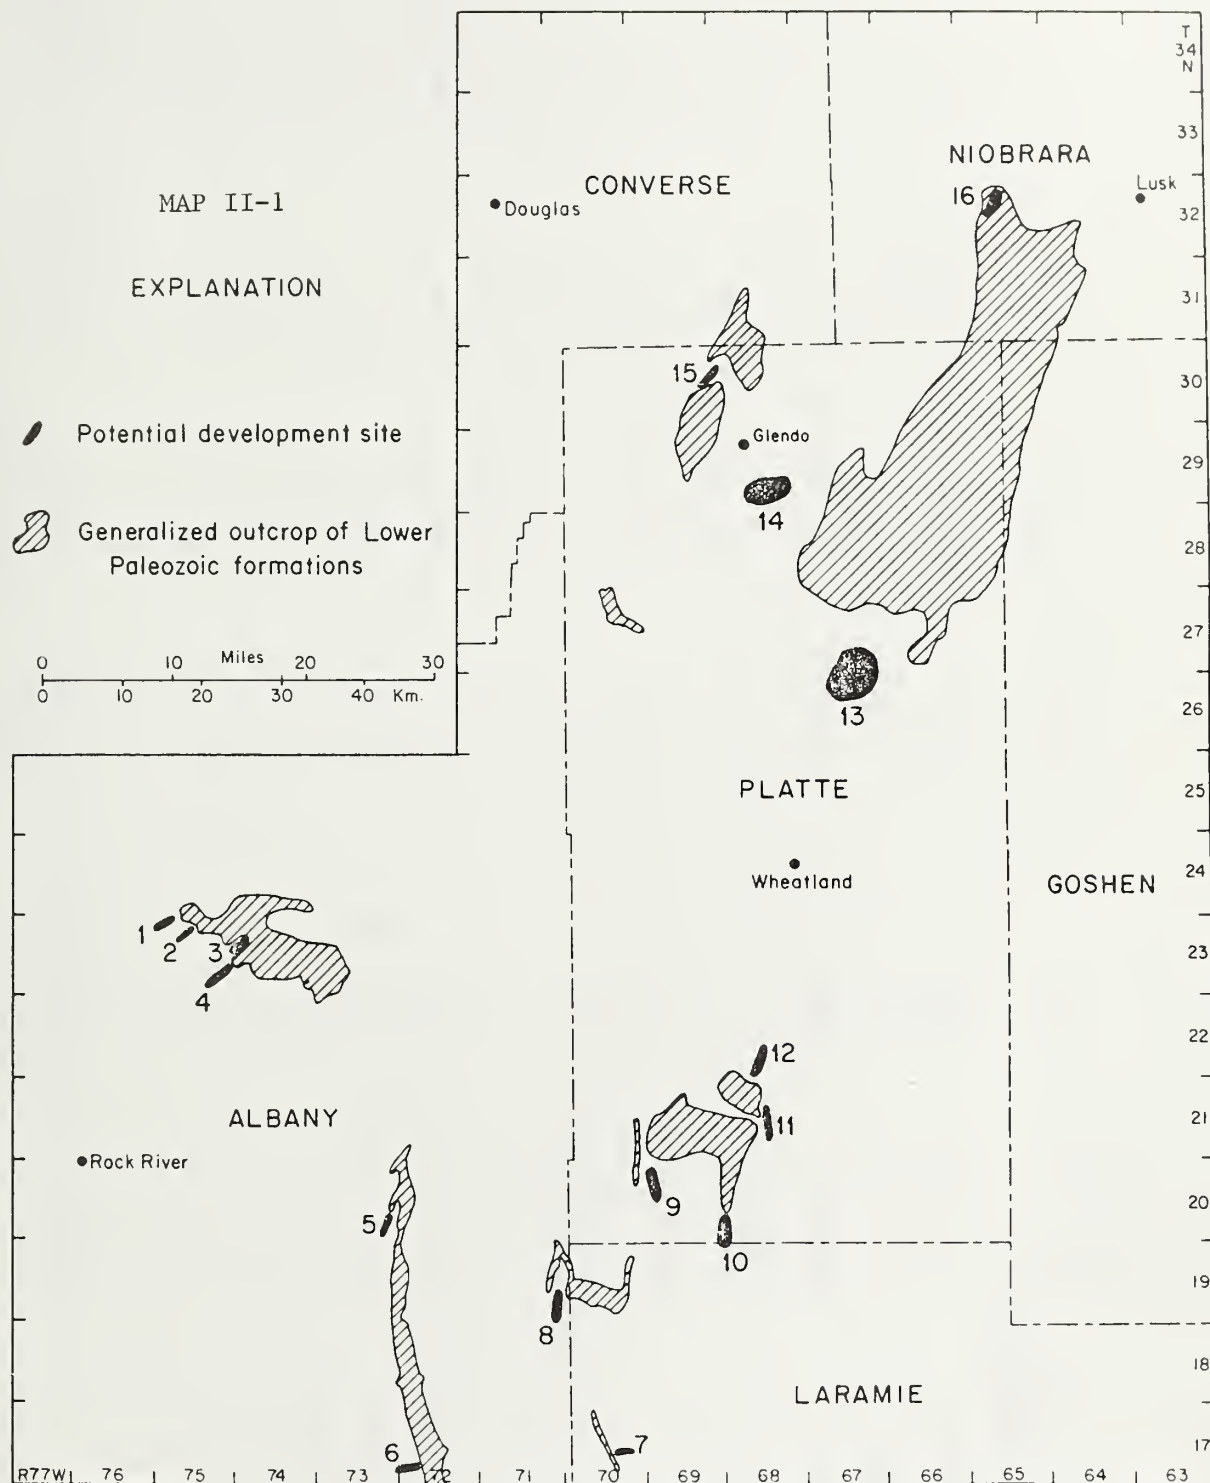 T
34
N
33
NIOBRARA
CONVERSE
Lusk
MAP II-1
16
Douglas
32
EXPLANATION
31
15
30
Potential development site
Glendo
29
14
Generalized outcrop of Lower
Paleozoic formations
28
27
0 10 Miles 20 30
0 10 20 30 40 Km.
13
26
PLATTE
25
Wheatland
24
GOSHEN
1
2
3
4
23
12
22
ALBANY
11
21
Rock River
9
20
5
10
19
8
18
LARAMIE
7
6
17
R77W 76 75 74 73 72 71 70 69 68 67 66 65 64 63